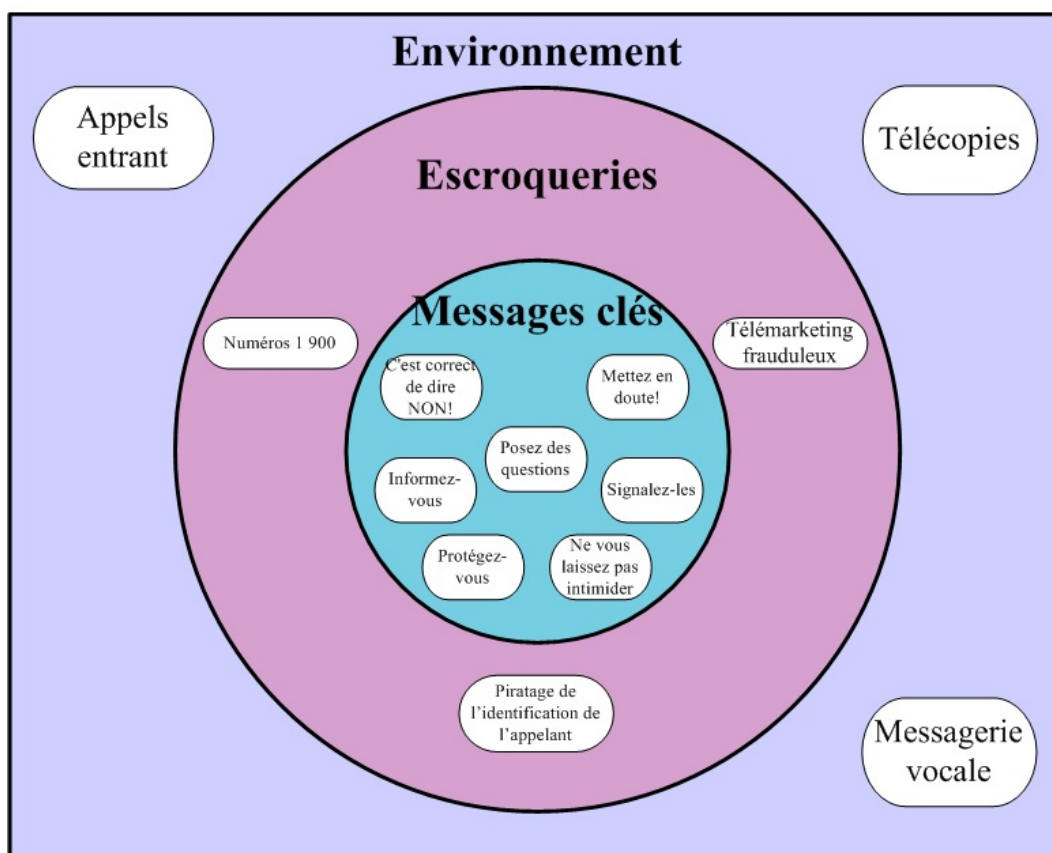 Environnement
Appels
entrant
Télécopies
Escroqueries
Messages clés
Numéros 1 900
Télémarketing
frauduleux
C'est correct
de dire
NON!
Mettez en
doute!
Posez des
questions
Informez-
vous
Signalez-les
Protégez-
vous
Ne vous
laissez pas
intimider
Piratage de
l’identification de
l’appelant
Messagerie
vocale